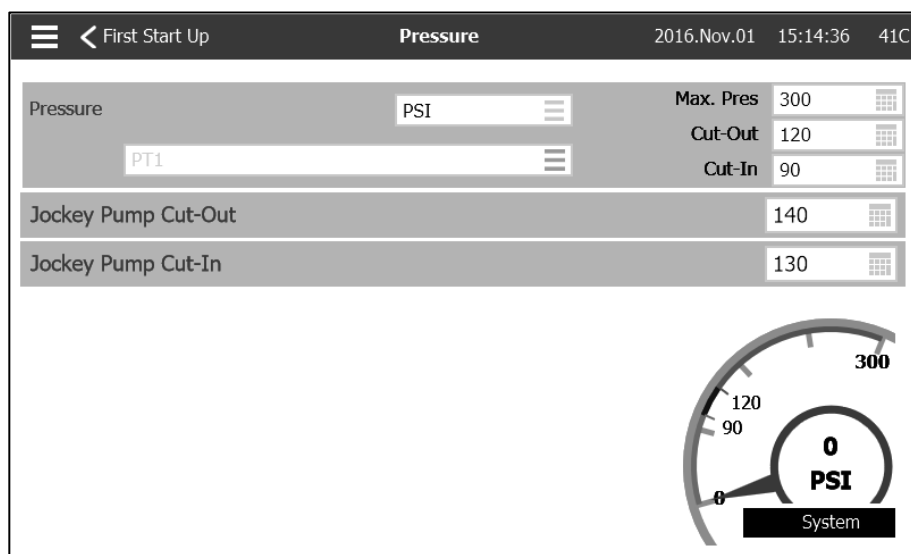 First Start Up Pressure 2016.Nov.01 15:14:36 41C
Pressure PSI Max. Pres 300
Cut-Out 120
PT1 Cut-In 90
Jockey Pump Cut-Out 140
Jockey Pump Cut-In 130
300
120
90
0
PSI
0
System